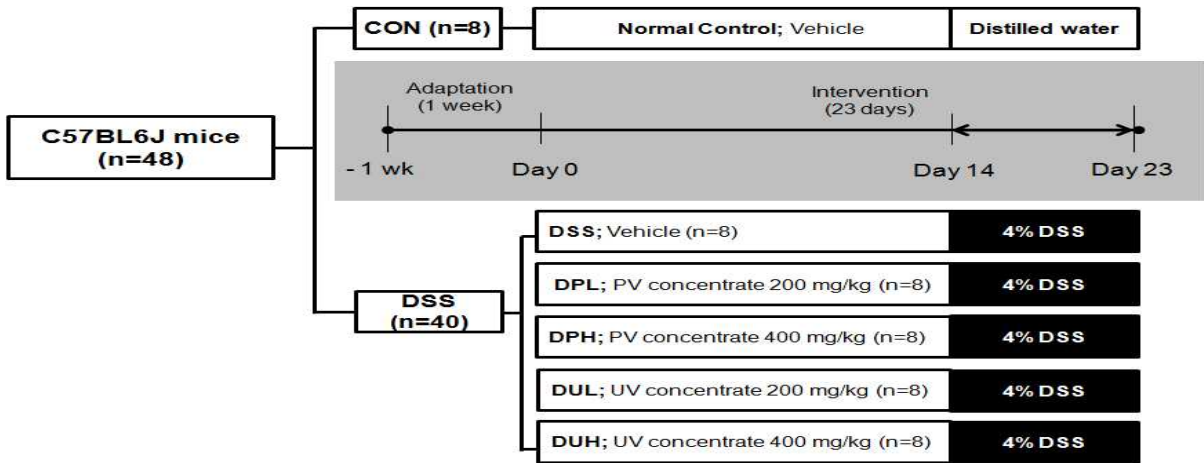 CON (n=8)
Normal Control; Vehicle
Distilled water
Adaptation
(1 week)
Intervention
(23 days)
C57BL6J mice
(n=48)
- 1 wk
Day 0
Day 14
Day 23
DSS
(n=40)
DSS; Vehicle (n=8)
4% DSS
DPL; PV concentrate 200 mg/kg (n=8)
4% DSS
DPH; PV concentrate 400 mg/kg (n=8)
4% DSS
DUL; UV concentrate 200 mg/kg (n=8)
4% DSS
DUH; UV concentrate 400 mg/kg (n=8)
4% DSS